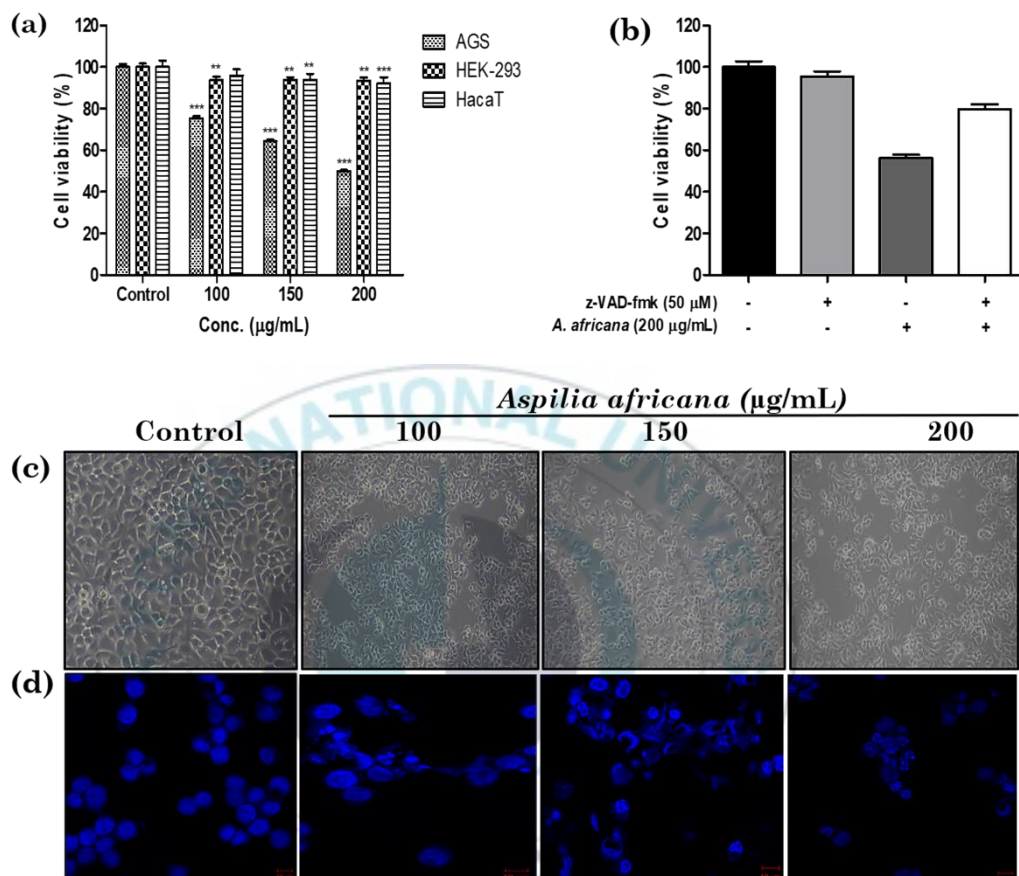 (a)
120
100
80
60
40
20
0
Cell viability (%)
*** ** *** ** ** *** ** ***
Control 100 150 200
Conc. (μg/mL)
AGS
HEK-293
HacaT
(b)
120
100
80
60
40
20
0
Cell viability (%)
z-VAD-fmk (50 μM) - + - +
A. africana (200 μg/mL) - - + +
Aspilia africana (μg/mL)
Control 100 150 200
(c)
(d)
NATIONAL UNIVERS